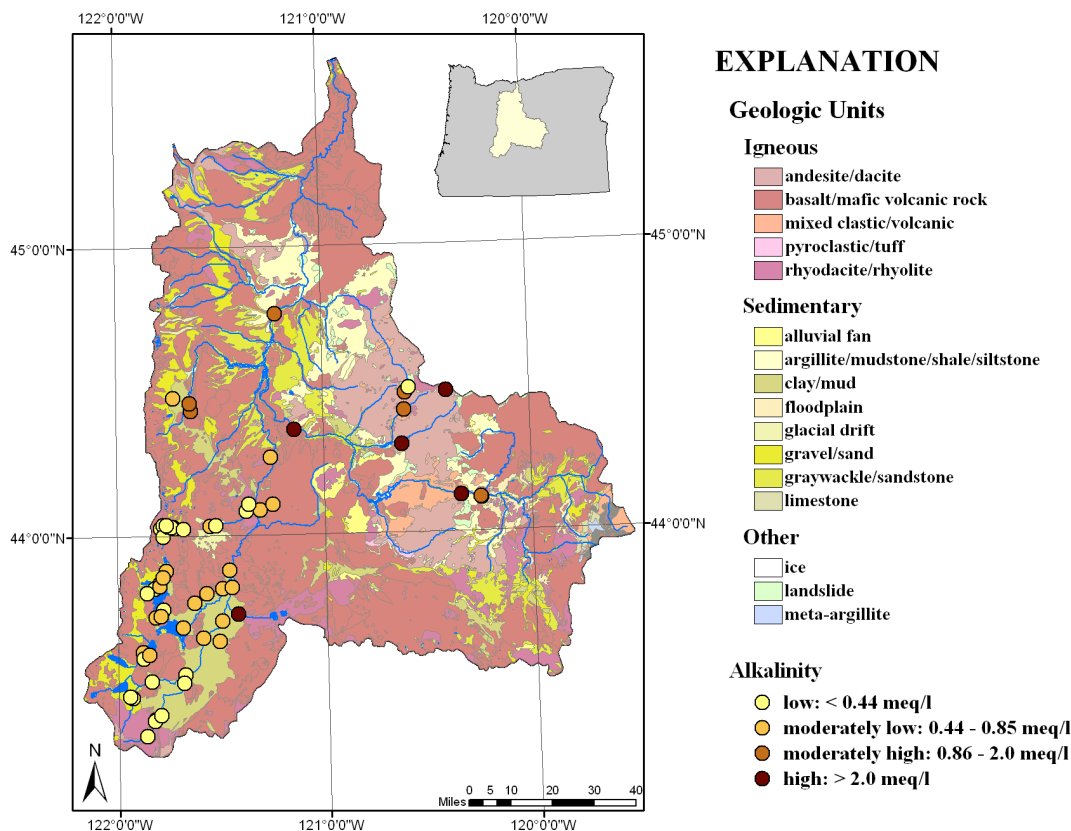 122°0'0"W
121°0'0"W
120°0'0"W
45°0'0"N
44°0'0"N
45°0'0"N
44°0'0"N
N
Miles 0 5 10 20 30 40
122°0'0"W
121°0'0"W
120°0'0"W
EXPLANATION
Geologic Units
Igneous
andesite/dacite
basalt/mafic volcanic rock
mixed clastic/volcanic
pyroclastic/tuff
rhyodacite/rhyolite
Sedimentary
alluvial fan
argillite/mudstone/shale/siltstone
clay/mud
floodplain
glacial drift
gravel/sand
graywackle/sandstone
limestone
Other
ice
landslide
meta-argillite
Alkalinity
low: < 0.44 meq/l
moderately low: 0.44 - 0.85 meq/l
moderately high: 0.86 - 2.0 meq/l
high: > 2.0 meq/l